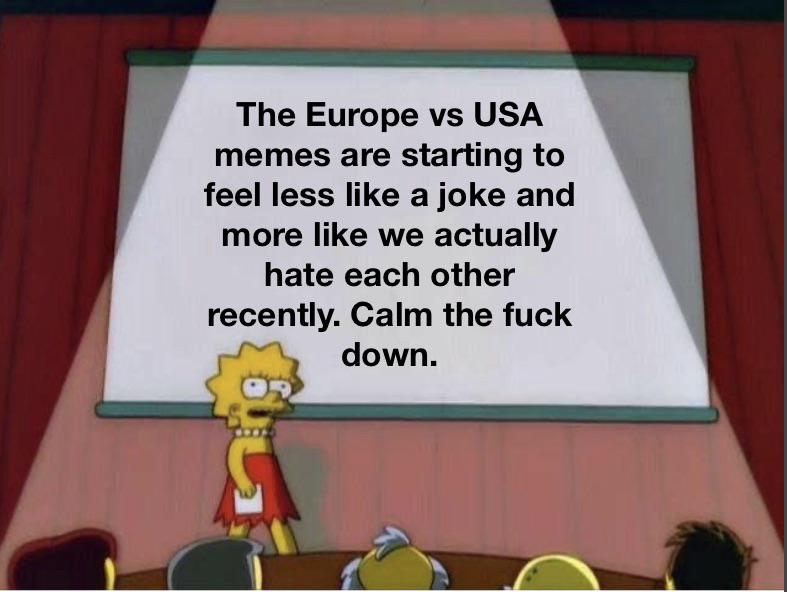 The Europe vs USA
memes are starting to
feel less like a joke and
more like we actually
hate each other
recently. Calm the fuck
down.